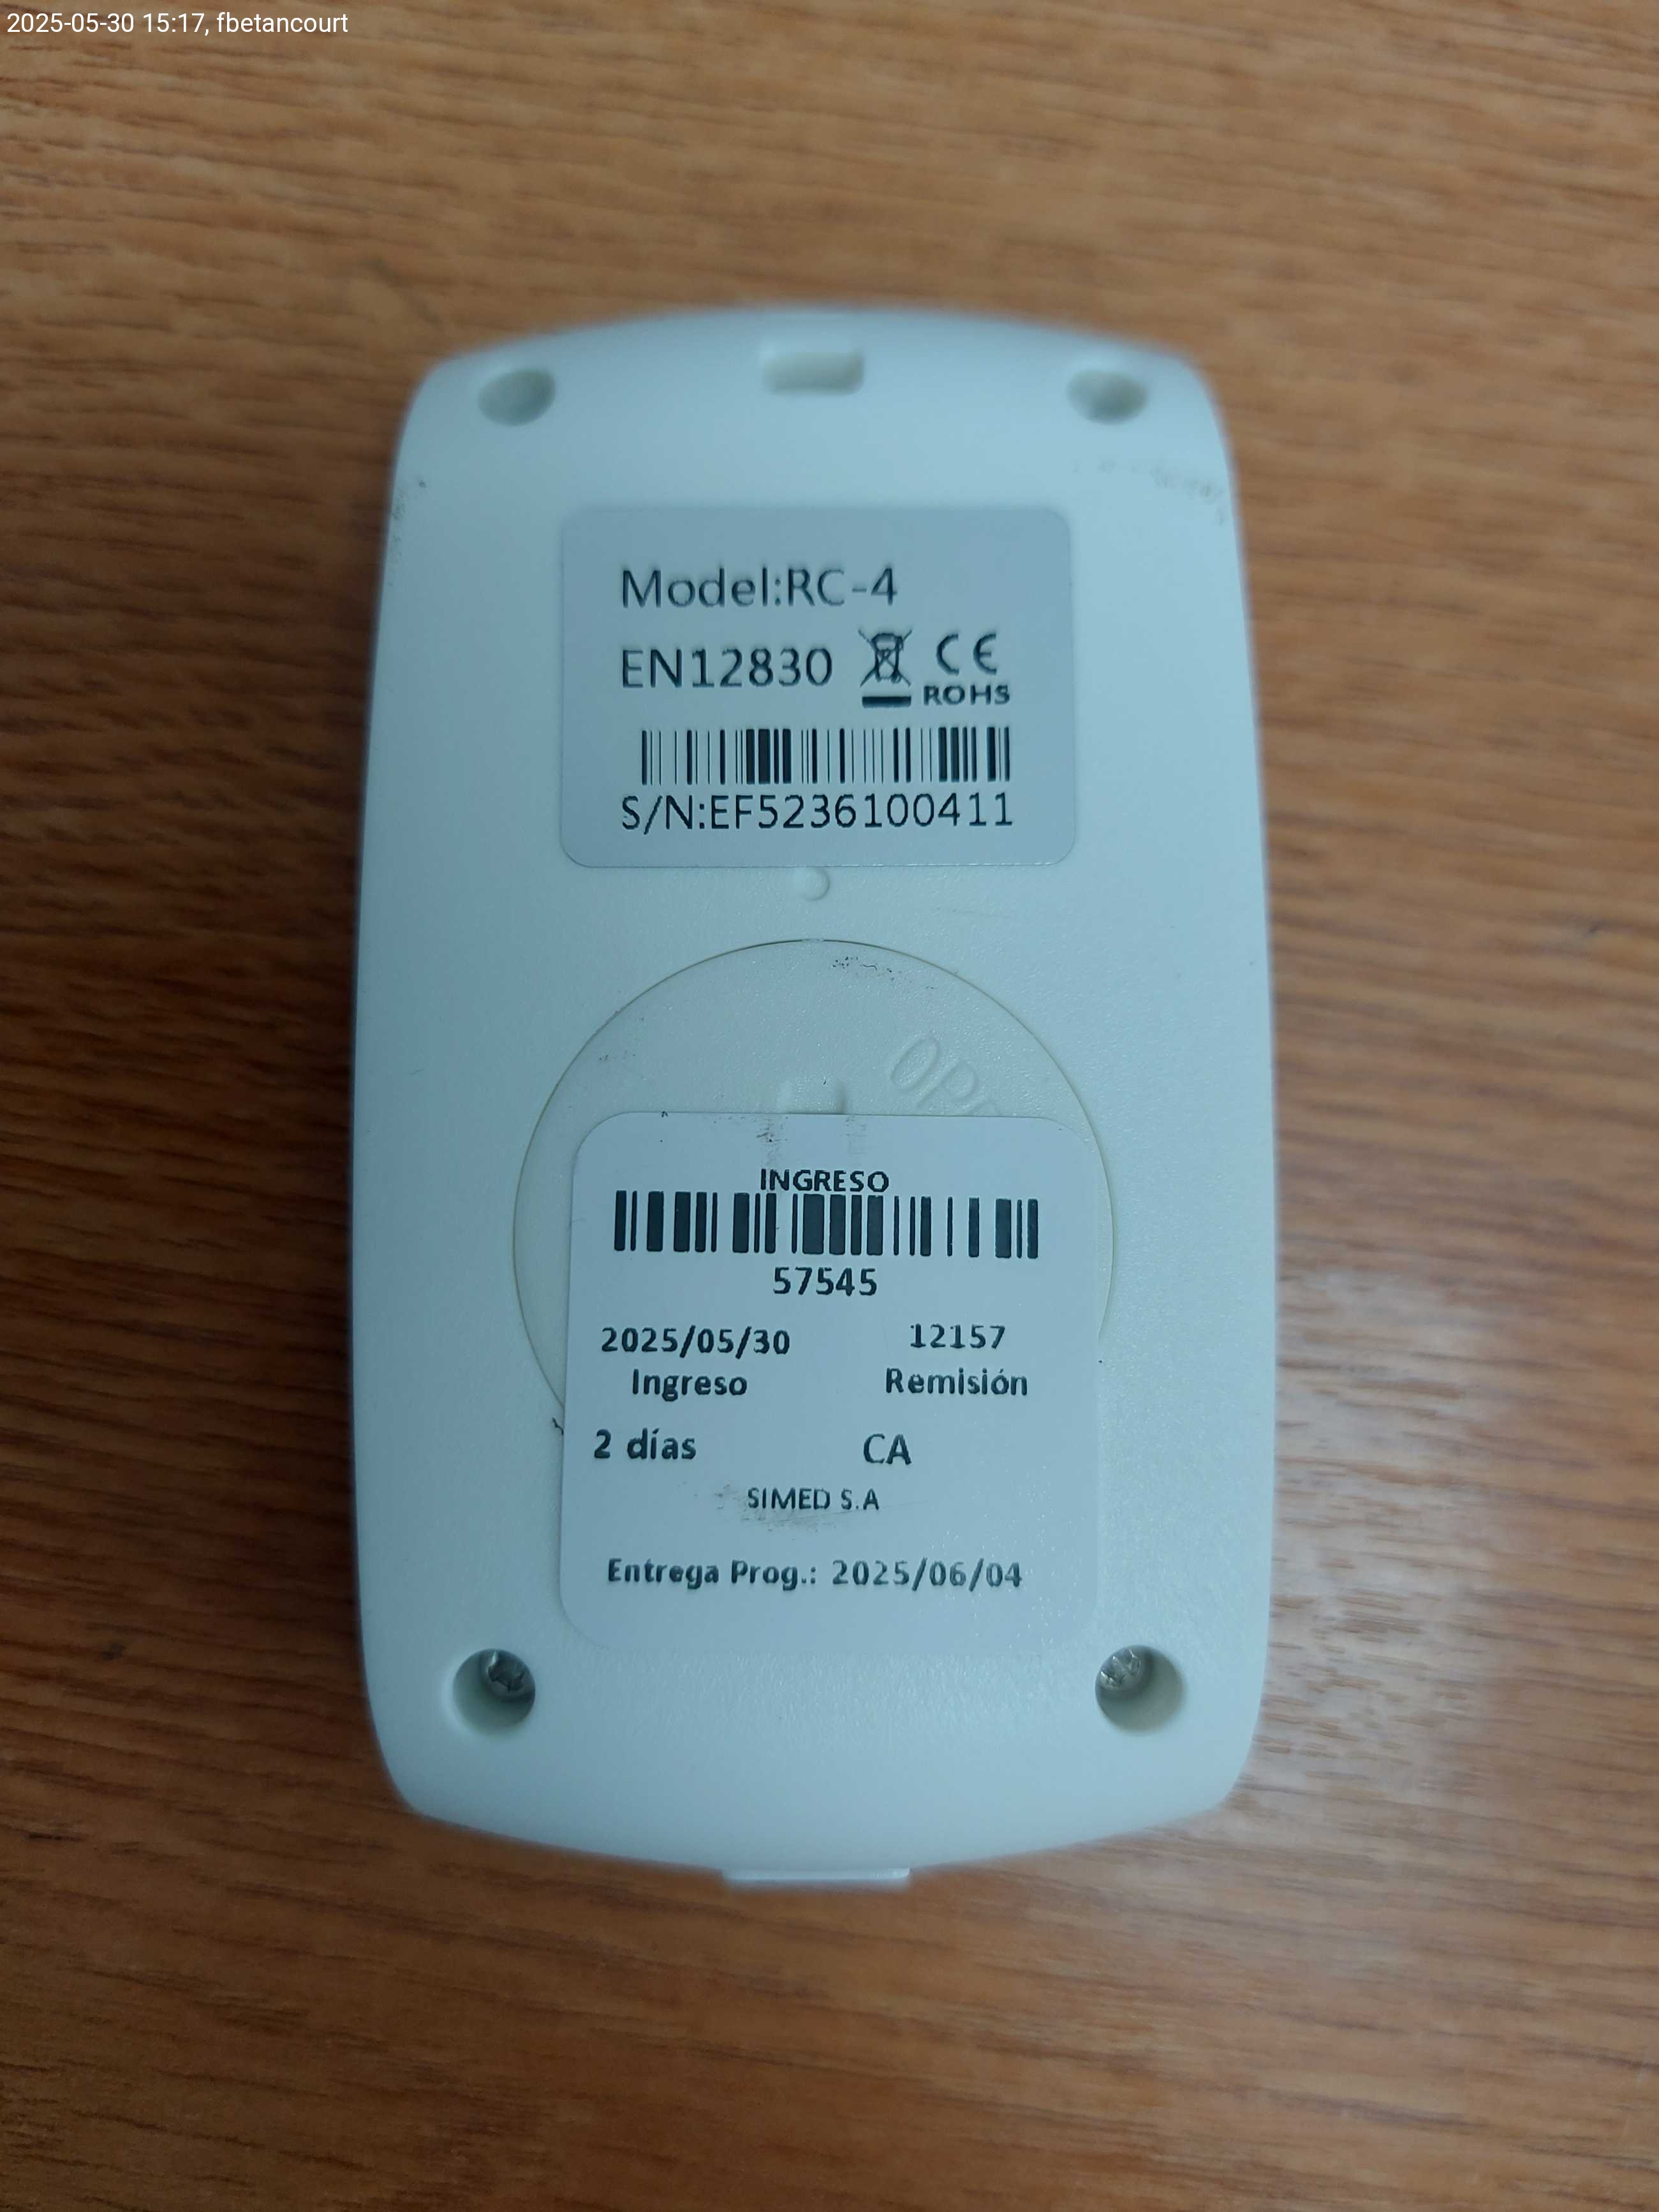 2025-05-30 15:17, fbetancourt
Model:RC-4
EN12830 CE
ROHS
S/N:EF5236100411
INGRESO
57545
2025/05/30 12157
Ingreso Remisión
2 días CA
SIMED S.A
Entrega Prog.: 2025/06/04